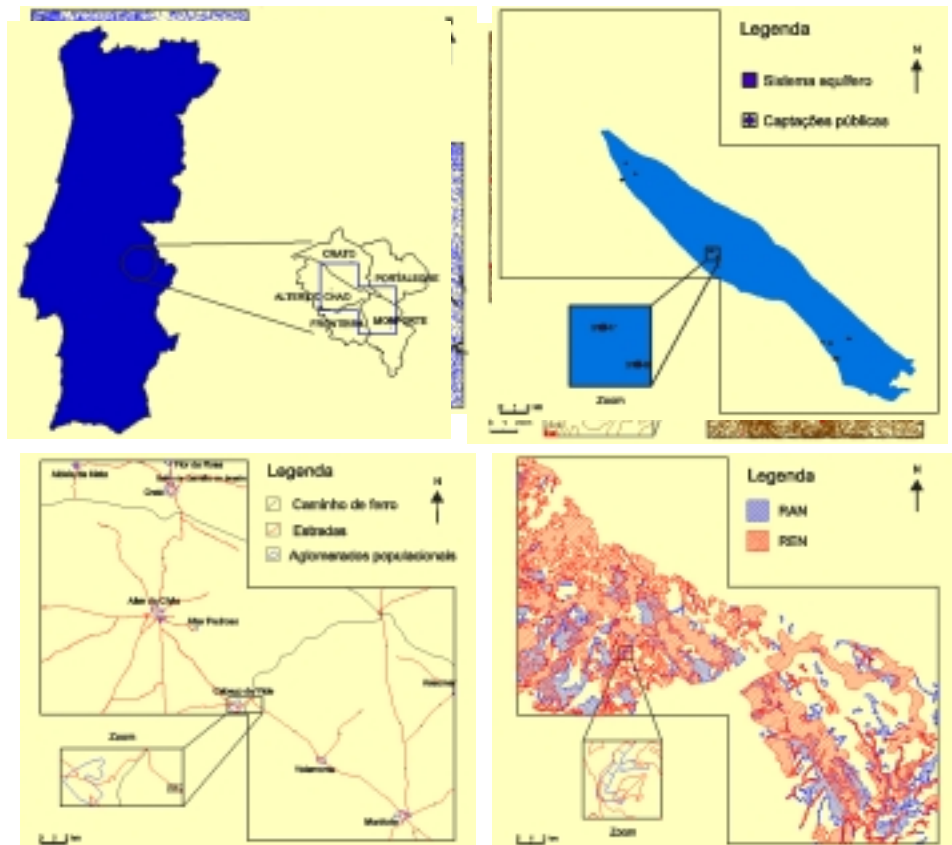 CRATO
PORTALEGRE
ALTER DO CHAO
FRONTEIRA
MONFORTE
Legenda
N
Sistema aquífero
Captações públicas
Zoom
Legenda
N
Caminho de ferro
Estradas
Aglomerados populacionais
Flor da Rosa
Crato
Alter do Chão
Alter Pedroso
Cabeço de Vide
Zoom
Vaiamonte
Monforte
km
Legenda
N
RAN
REN
Zoom
km